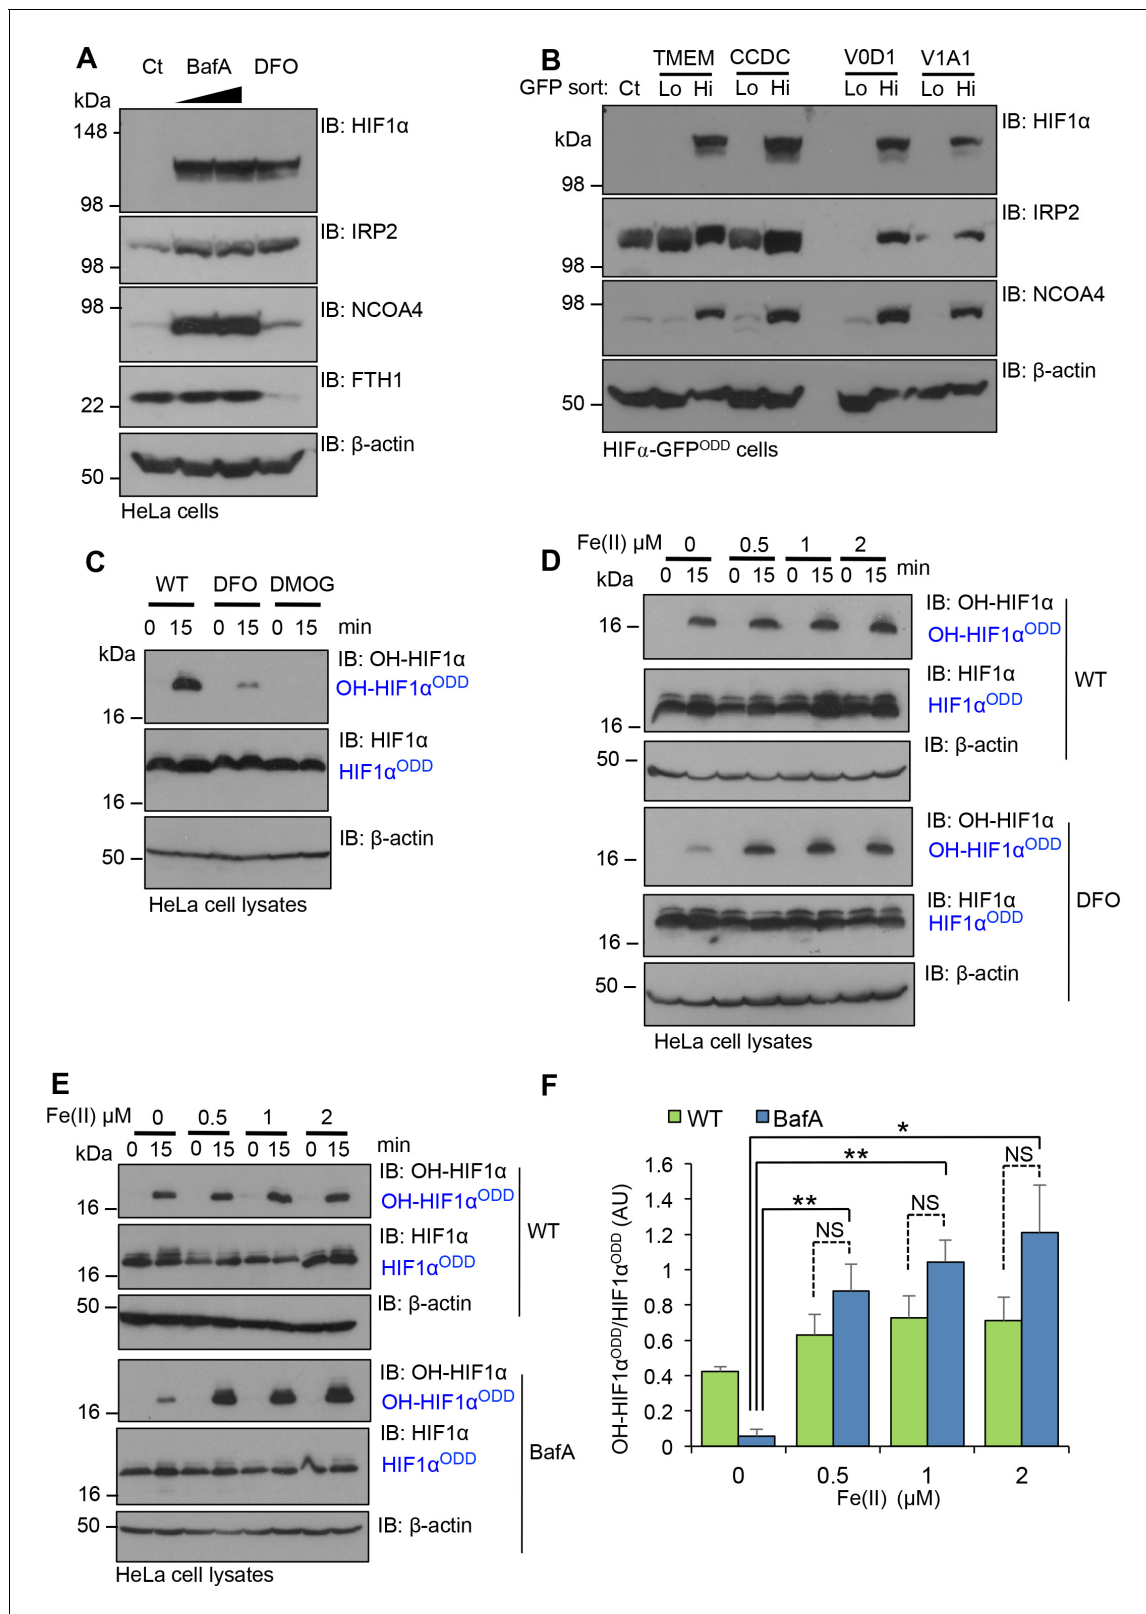 A
Ct BafA DFO
kDa
148
IB: HIF1α
98
IB: IRP2
98
98
IB: NCOA4
IB: FTH1
22
IB: β-actin
50
HeLa cells
B
TMEM CCDC V0D1 V1A1
GFP sort: Ct Lo Hi Lo Hi Lo Hi Lo Hi
kDa
IB: HIF1α
98
IB: IRP2
98
IB: NCOA4
98
IB: β-actin
50
HIFα-GFPODD cells
C
WT DFO DMOG
0 15 0 15 0 15 min
kDa
IB: OH-HIF1α
OH-HIF1αODD
16
IB: HIF1α
HIF1αODD
16
IB: β-actin
50
HeLa cell lysates
D
Fe(II) μM 0 0.5 1 2
kDa 0 15 0 15 0 15 0 15 min
IB: OH-HIF1α
16
OH-HIF1αODD
IB: HIF1α
HIF1αODD
16
WT
IB: β-actin
50
IB: OH-HIF1α
OH-HIF1αODD
16
IB: HIF1α
HIF1αODD
16
DFO
IB: β-actin
50
HeLa cell lysates
E
Fe(II) μM 0 0.5 1 2
kDa 0 15 0 15 0 15 0 15 min
IB: OH-HIF1α
OH-HIF1αODD
16
IB: HIF1α
HIF1αODD
16
WT
IB: β-actin
50
IB: OH-HIF1α
OH-HIF1αODD
16
IB: HIF1α
HIF1αODD
16
BafA
IB: β-actin
50
HeLa cell lysates
F
WT BafA
*
**
**
NS
NS
NS
OH-HIF1αODD/HIF1αODD (AU)
1.6
1.4
1.2
1
0.8
0.6
0.4
0.2
0
0 0.5 1 2
Fe(II) (μM)